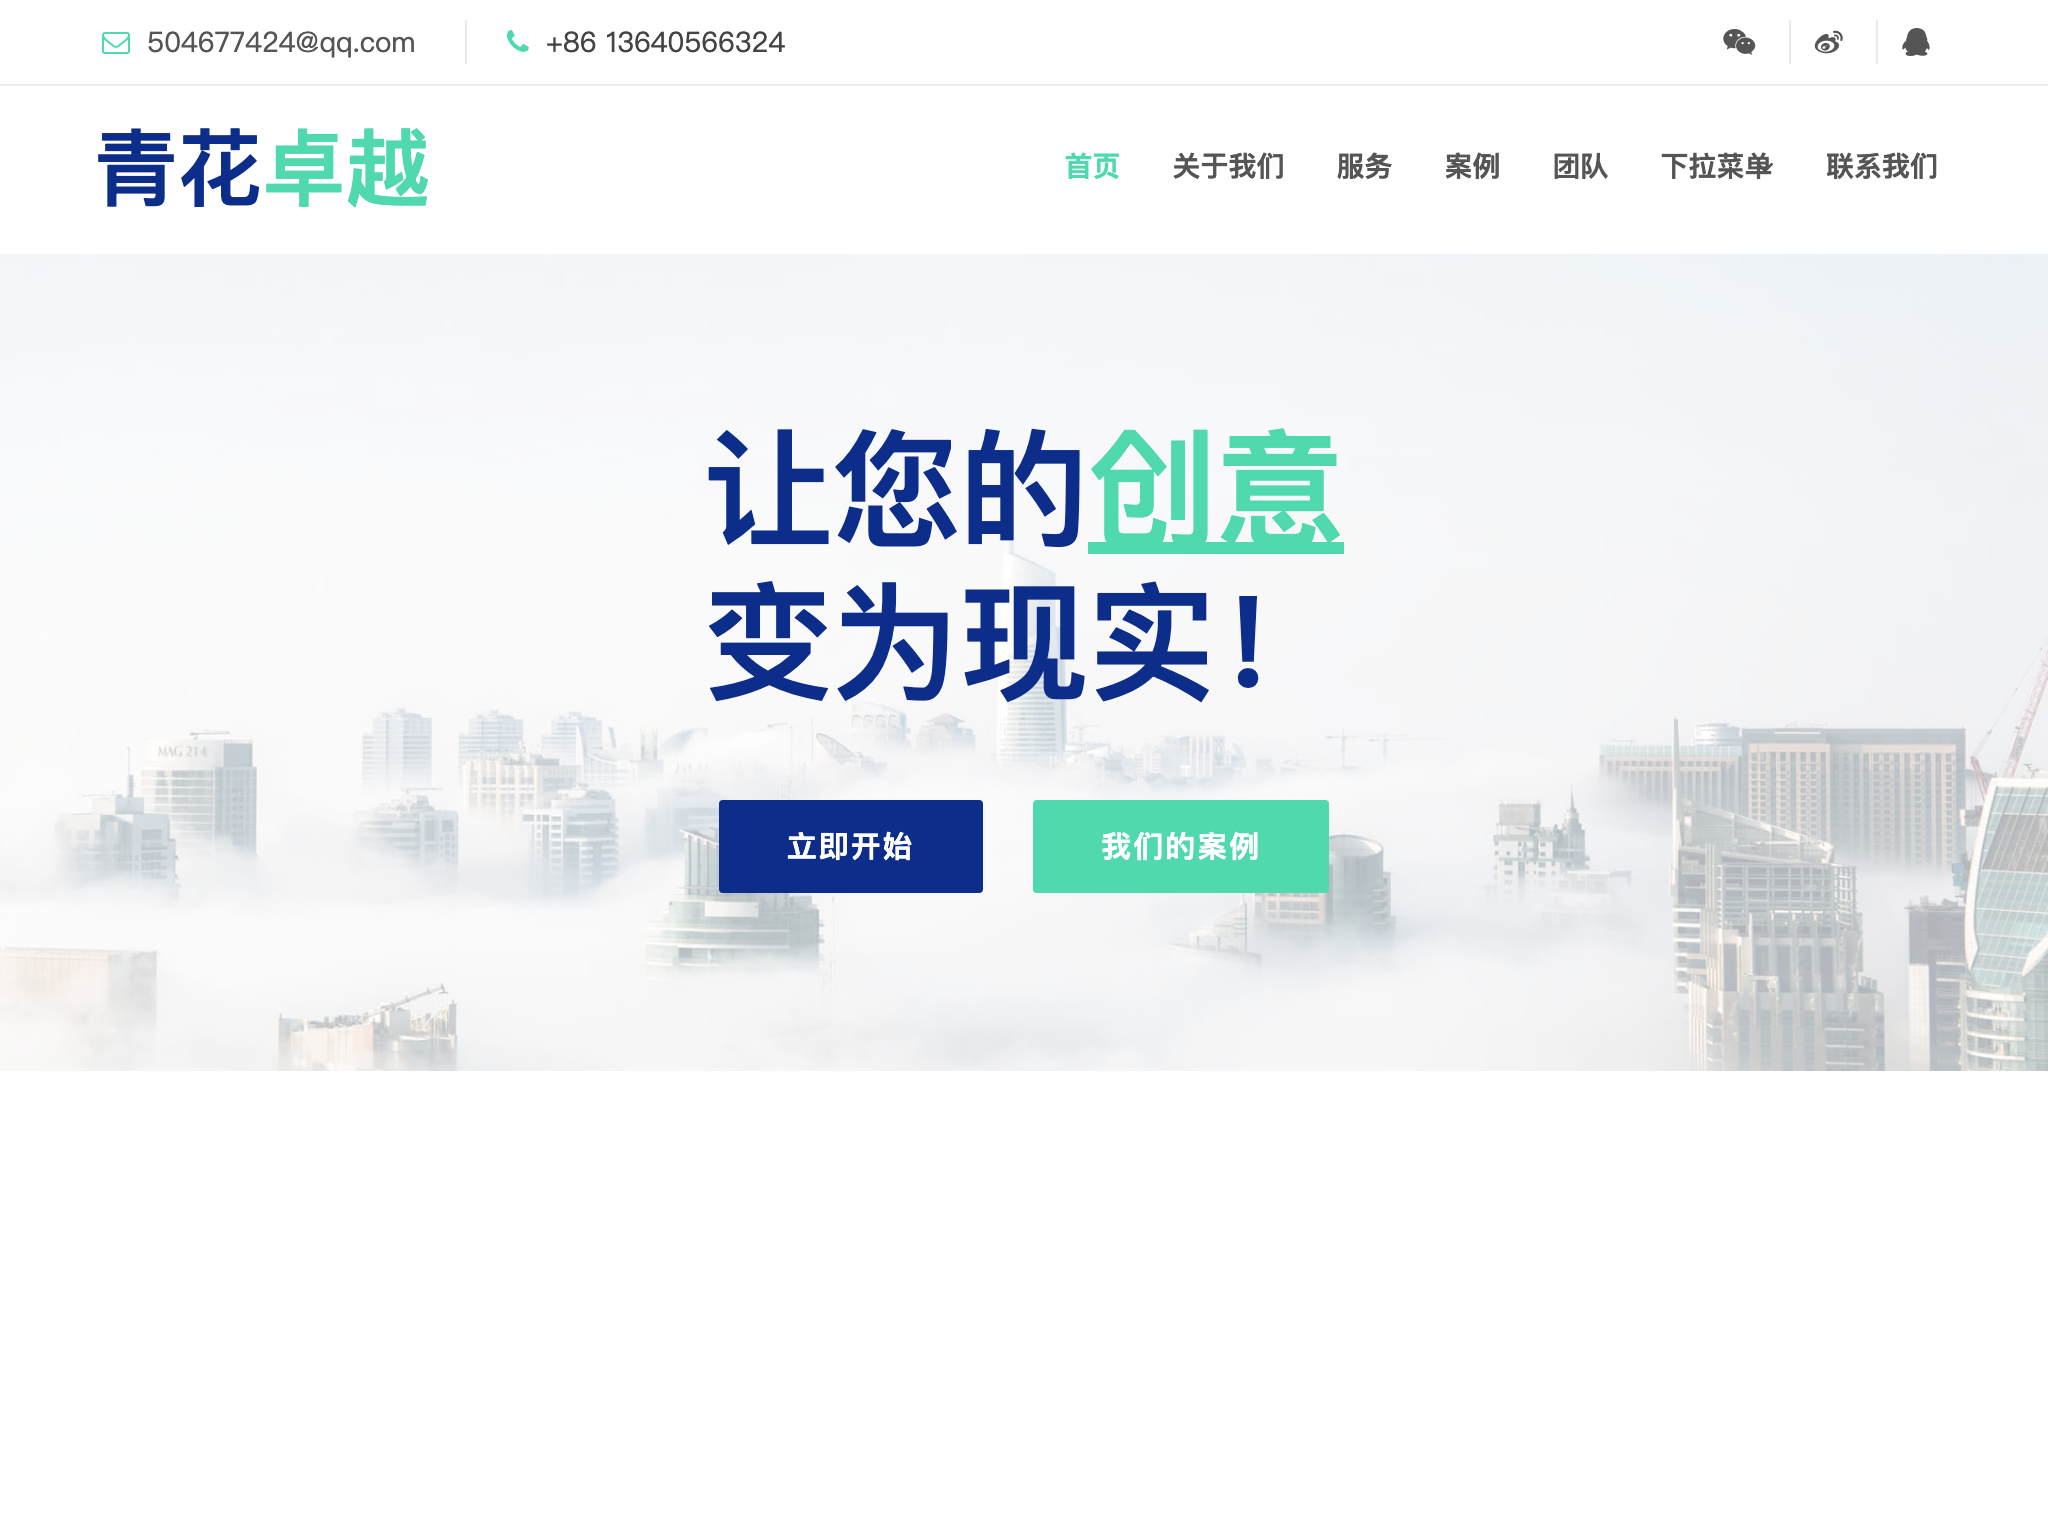 504677424@qq.com
+86 13640566324
青花卓越
首页 关于我们 服务 案例 团队 下拉菜单 联系我们
让您的创意
变为现实！
MAG 214
立即开始
我们的案例